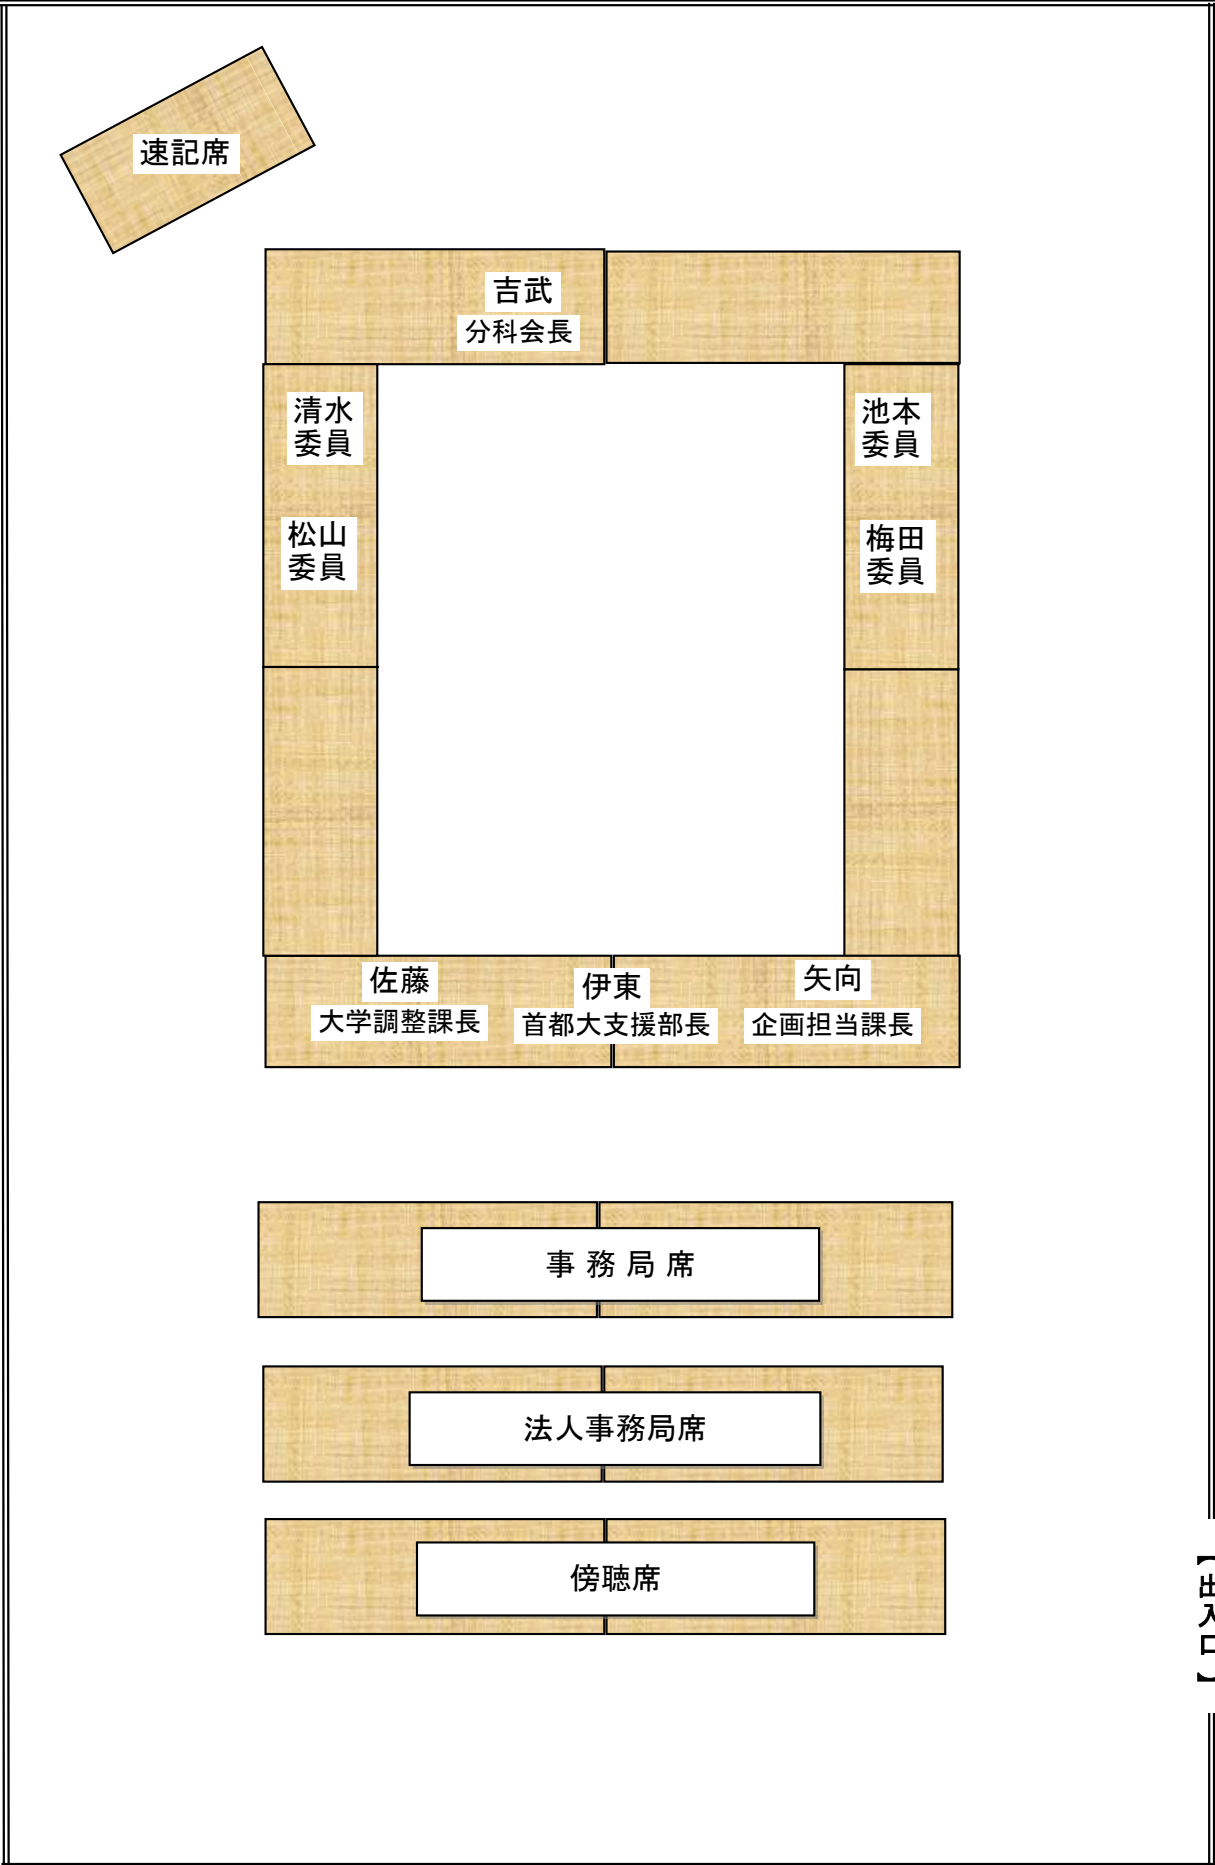 速記席
吉武
分科会長
清水
委員
池本
委員
松山
委員
梅田
委員
佐藤
大学調整課長
伊東
首都大支援部長
矢向
企画担当課長
事 務 局 席
法人事務局席
傍聴席
【出入口】